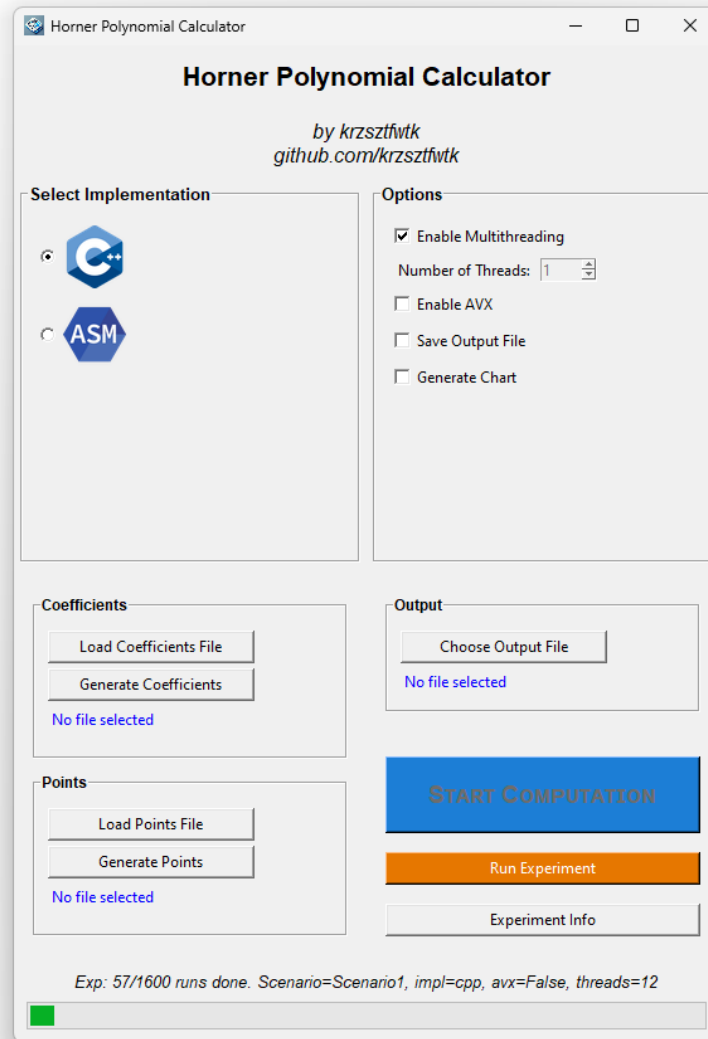 Horner Polynomial Calculator
Horner Polynomial Calculator
by krzsztfwtk
github.com/krzsztfwtk
Select Implementation
C++
ASM
Options
Enable Multithreading
Number of Threads: 1
Enable AVX
Save Output File
Generate Chart
Coefficients
Load Coefficients File
Generate Coefficients
No file selected
Points
Load Points File
Generate Points
No file selected
Output
Choose Output File
No file selected
START COMPUTATION
Run Experiment
Experiment Info
Exp: 57/1600 runs done. Scenario=Scenario1, impl=cpp, avx=False, threads=12